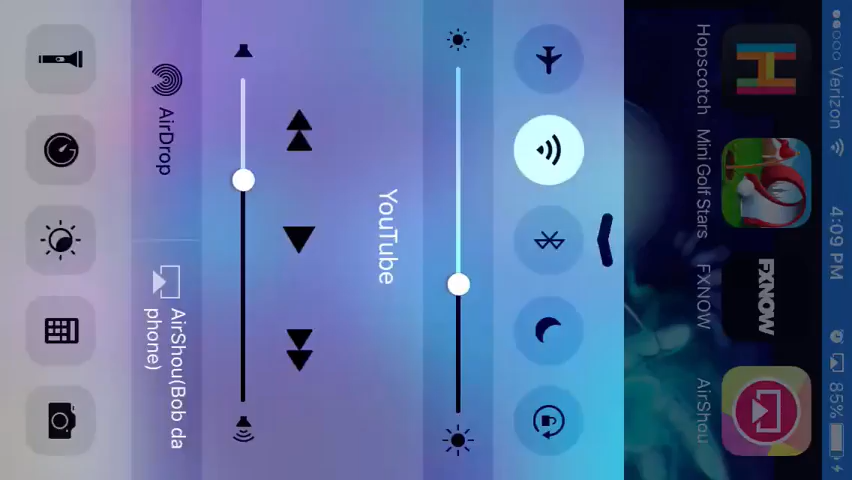 Verizon 4:09 PM 85%
Hopscotch Mini Golf Stars FXNOW AirShou
FXNOW
YouTube
AirDrop
AirShou(Bob da
phone)